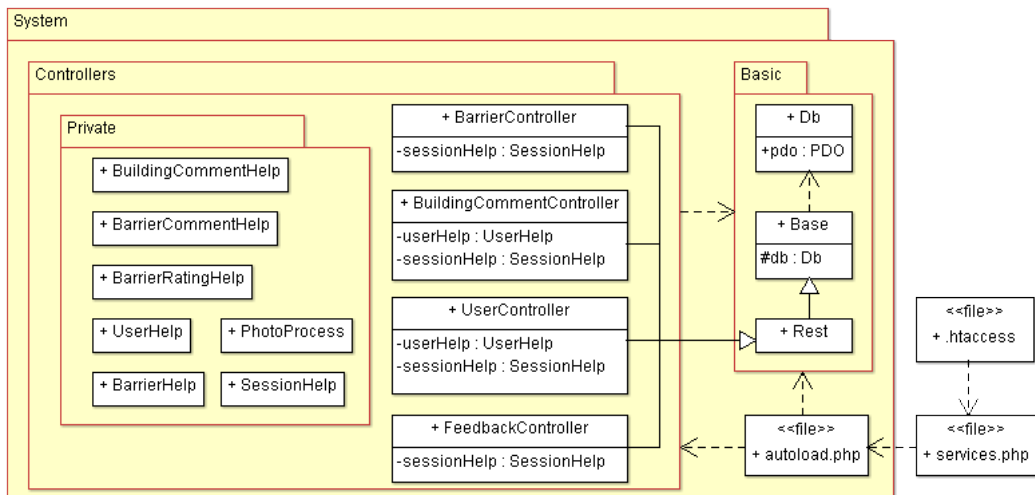 System
Controllers
Private
+ BuildingCommentHelp
+ BarrierCommentHelp
+ BarrierRatingHelp
+ UserHelp
+ PhotoProcess
+ BarrierHelp
+ SessionHelp
+ BarrierController
-sessionHelp : SessionHelp
+ BuildingCommentController
-userHelp : UserHelp
-sessionHelp : SessionHelp
+ UserController
-userHelp : UserHelp
-sessionHelp : SessionHelp
+ FeedbackController
-sessionHelp : SessionHelp
Basic
+ Db
+pdo : PDO
+ Base
#db : Db
+ Rest
<<file>>
+ autoload.php
<<file>>
+ .htaccess
<<file>>
+ services.php